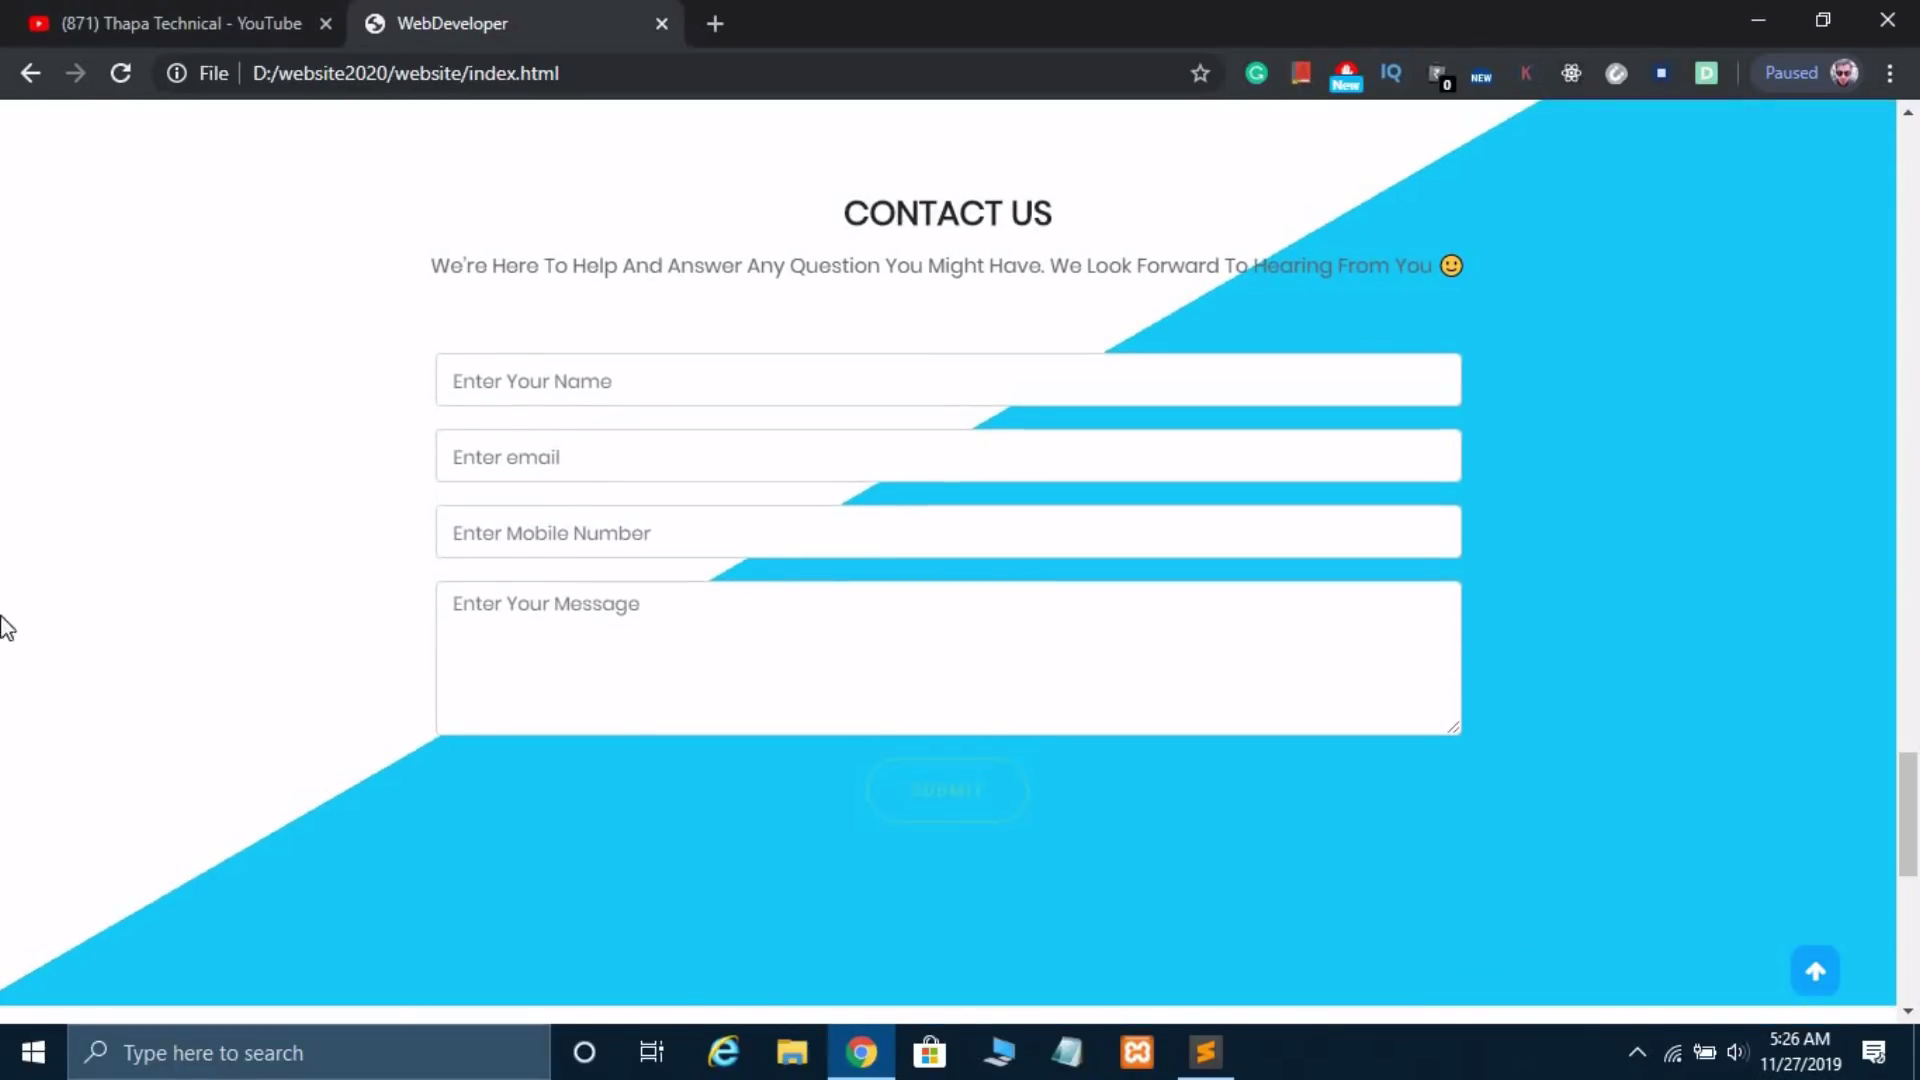 (871) Thapa Technical - YouTube
WebDeveloper
File
D:/website2020/website/index.html
New
IQ
0
NEW
K
D
Paused
CONTACT US
We're Here To Help And Answer Any Question You Might Have. We Look Forward To Hearing From You 🙂
Enter Your Name
Enter email
Enter Mobile Number
Enter Your Message
SUBMIT
Type here to search
5:26 AM
11/27/2019